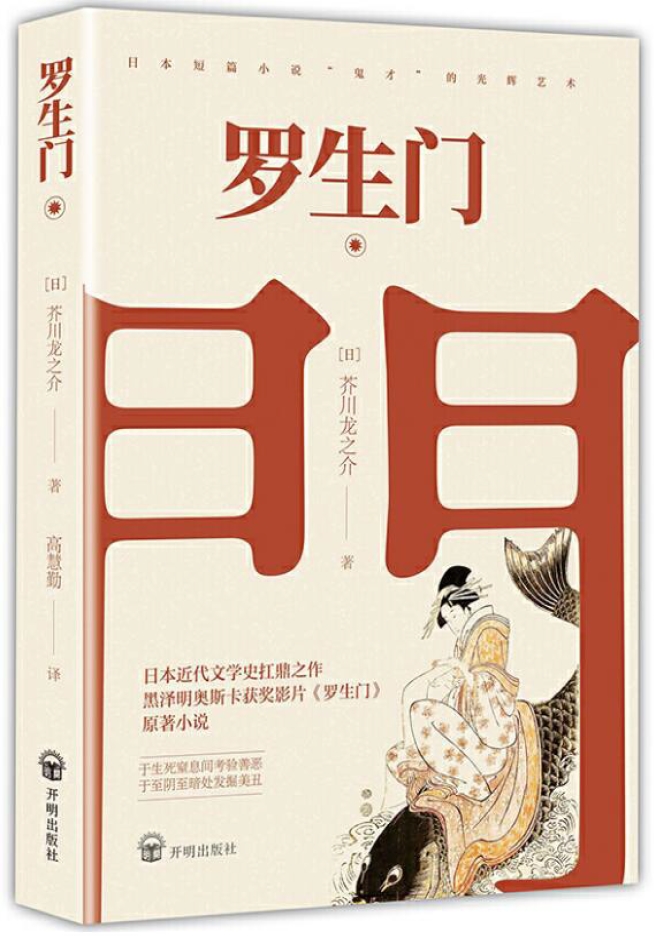 罗生门
[日]
芥川龙之介
著
高慧勤
译
开明出版社
日本短篇小说“鬼才”的光辉艺术
罗生门
[日]
芥川龙之介
著
日本近代文学史扛鼎之作
黑泽明奥斯卡获奖影片《罗生门》
原著小说
于生死窒息间考验善恶
于至阴至暗处发掘美丑
开明出版社